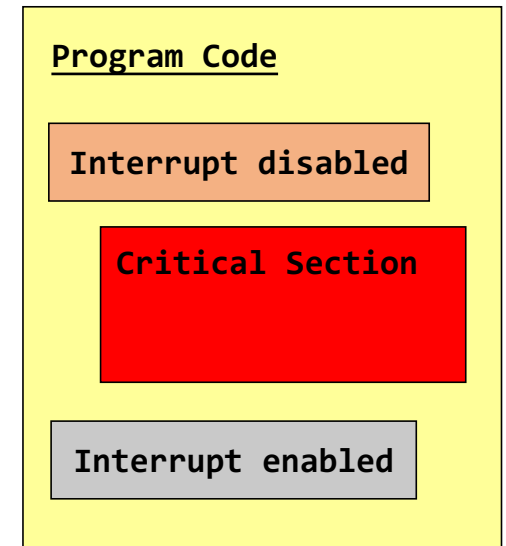 Program Code
Interrupt disabled
Critical Section
Interrupt enabled